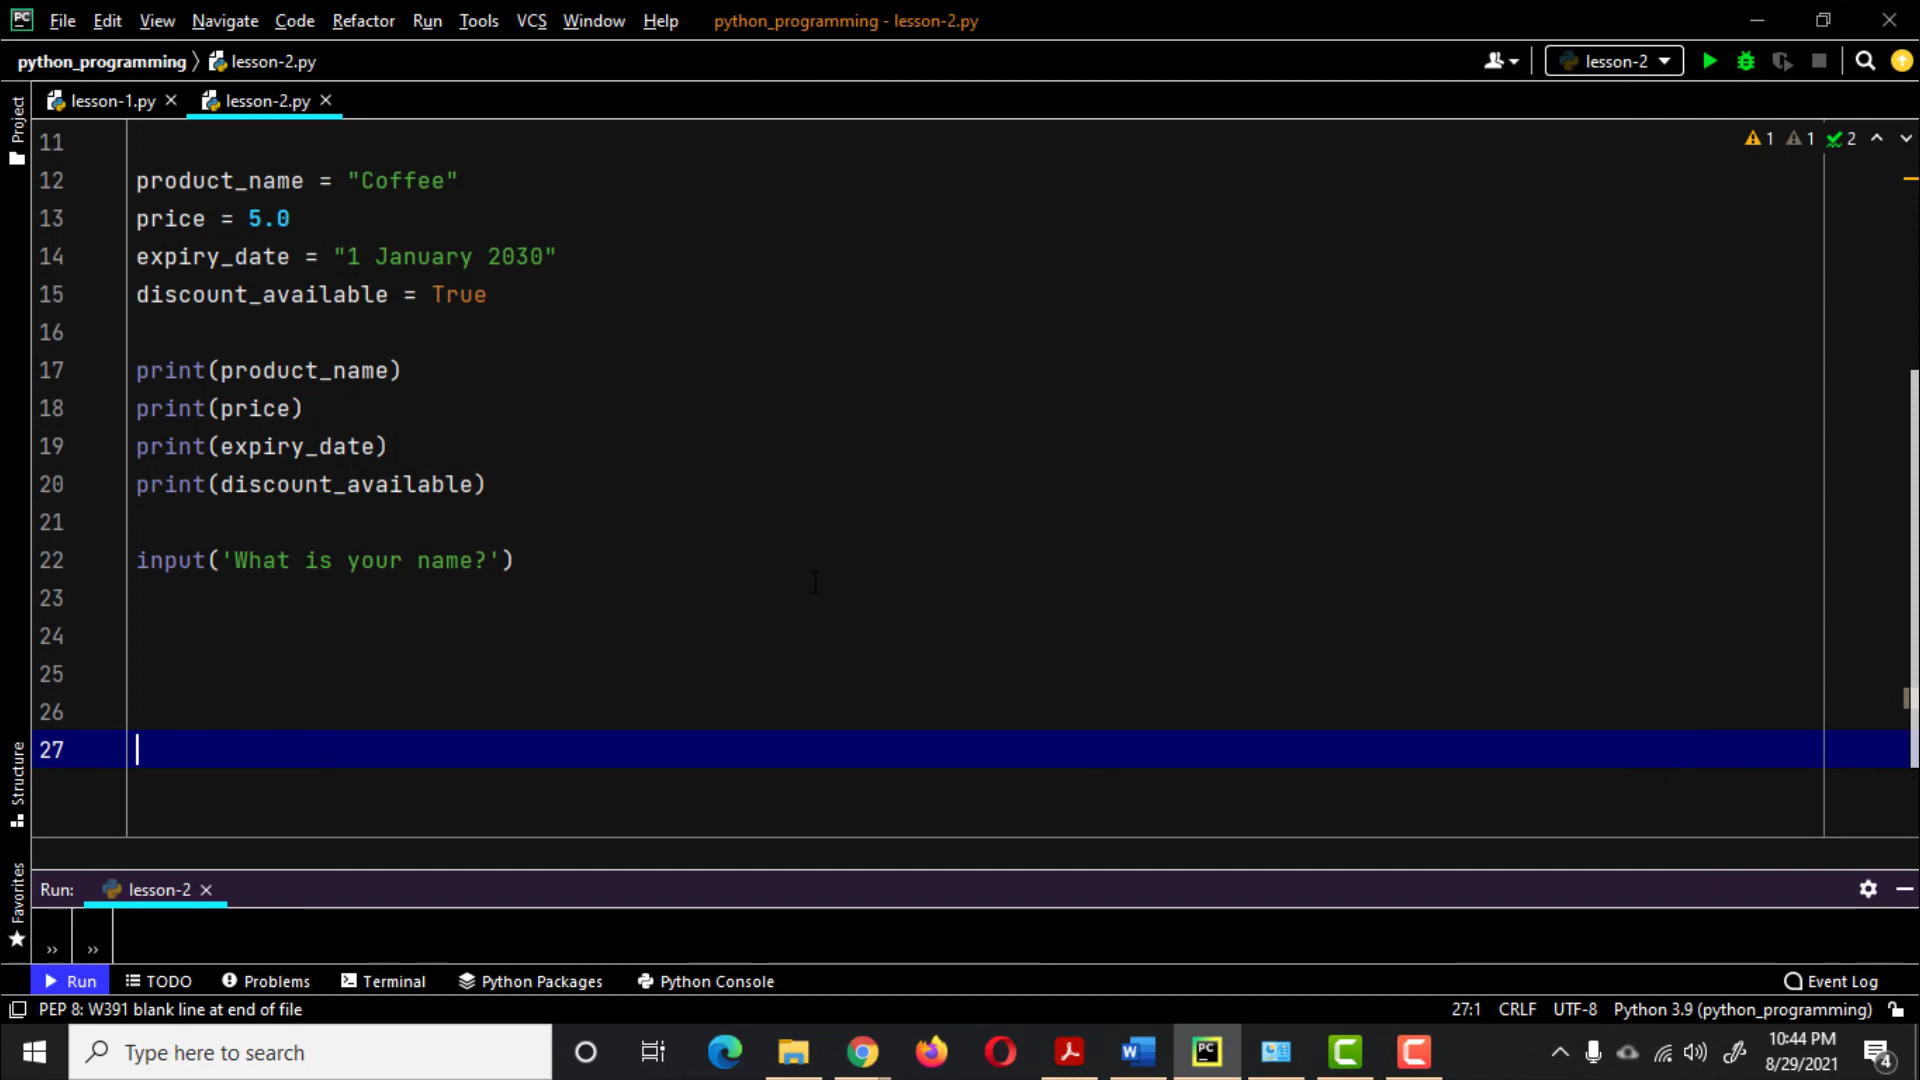 PC File Edit View Navigate Code Refactor Run Tools VCS Window Help python_programming - lesson-2.py
python_programming 〉 lesson-2.py lesson-2
lesson-1.py lesson-2.py
Project
11
1 1 2
12 product_name = "Coffee"
13 price = 5.0
14 expiry_date = "1 January 2030"
15 discount_available = True
16
17 print(product_name)
18 print(price)
19 print(expiry_date)
20 print(discount_available)
21
22 input('What is your name?')
23
24
25
26
27
Structure
Favorites
Run: lesson-2
›› ››
Run TODO Problems Terminal Python Packages Python Console Event Log
PEP 8: W391 blank line at end of file 27:1 CRLF UTF-8 Python 3.9 (python_programming)
Type here to search
PC
10:44 PM
8/29/2021
4